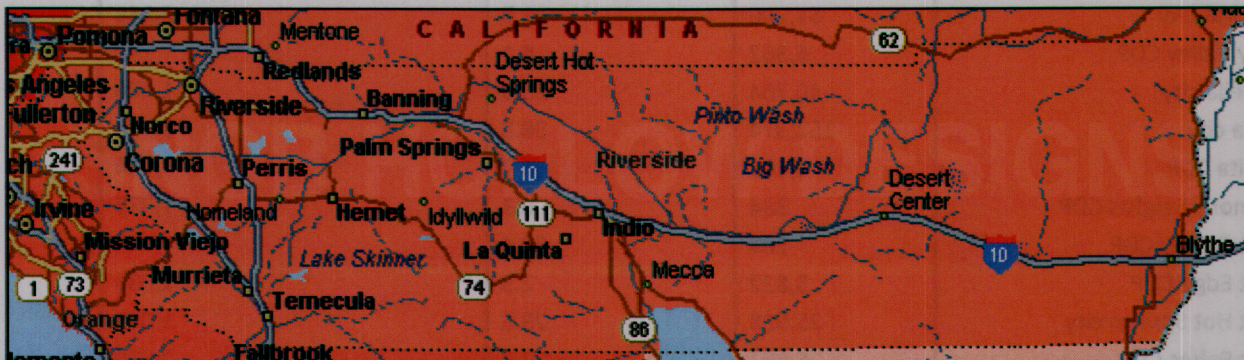 Fontana
CALIFORNIA
62
Pomona
Mentone
Redlands
Desert Hot
Springs
Angeles
Riverside
Banning
Pinto Wash
Norco
241
Corona
Palm Springs
Riverside
Big Wash
Perris
10
Desert
Center
Irvine
Homeland
Hemet
Idyllwild
111
Indio
Mission Viejo
Lake Skinner
La Quinta
10
Blythe
1
73
Murrieta
74
Mecca
Orange
Temecula
86
Fallbrook